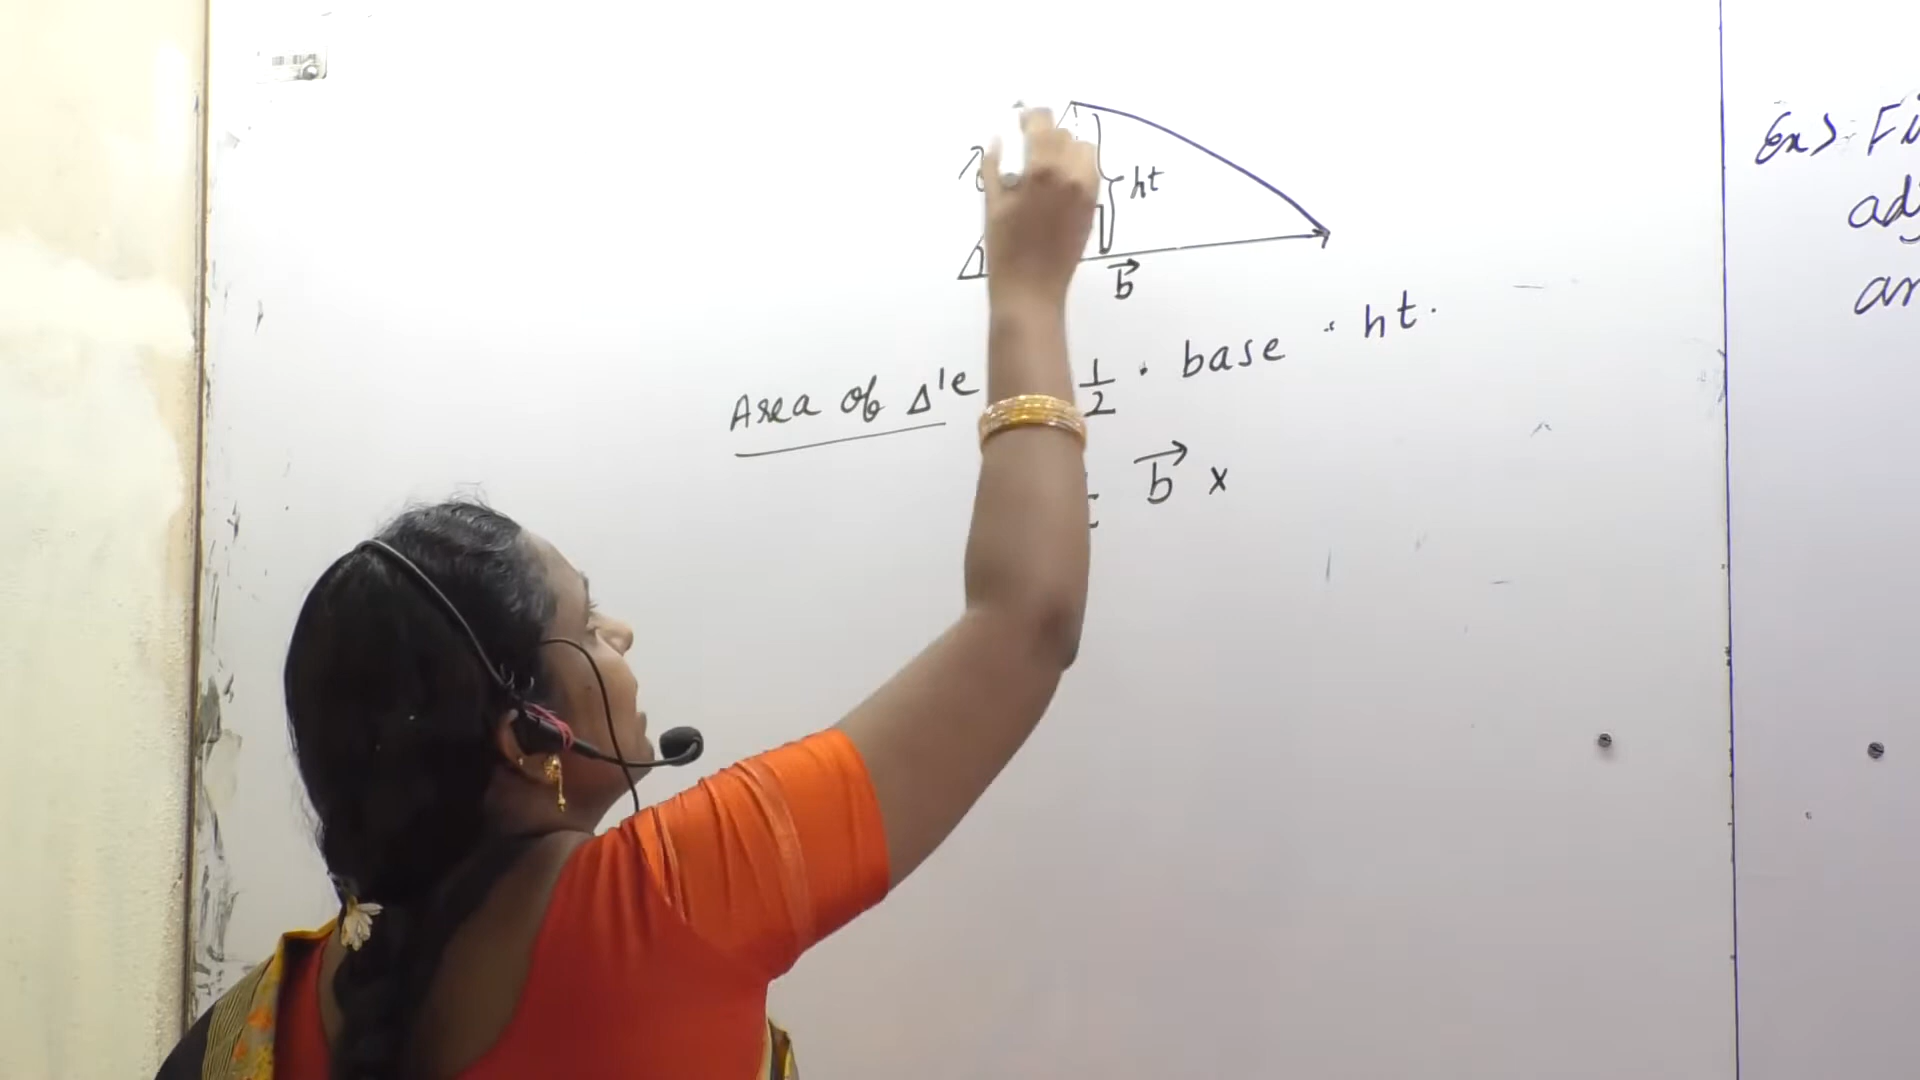 ht
b
Area of Δ'e 1/2 · base · ht.
= b ×
Ex> Fi
adj
an